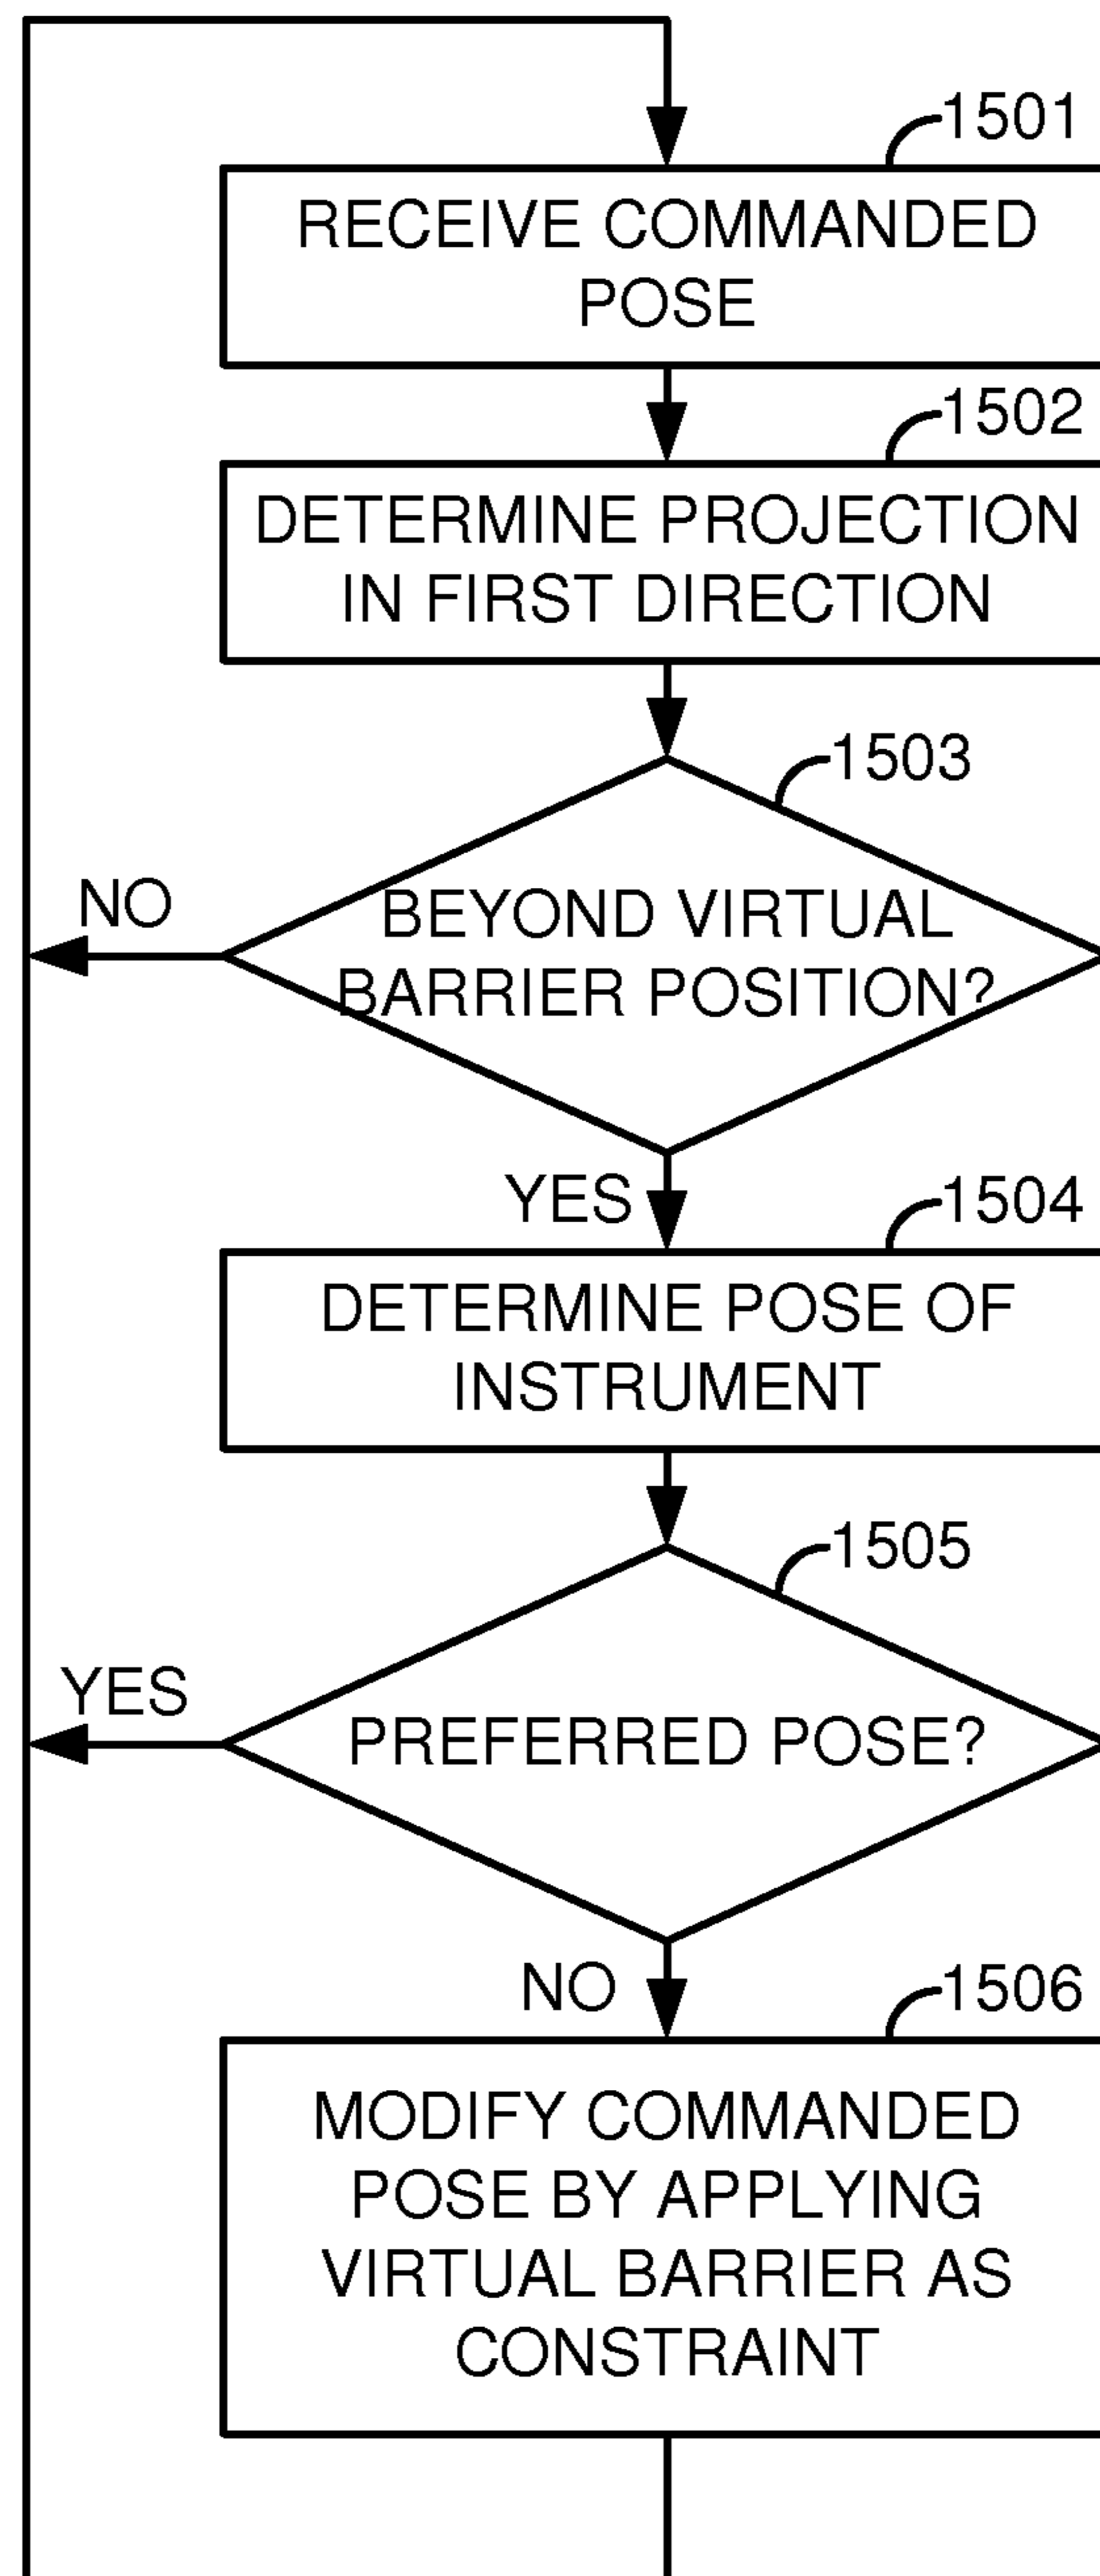 1501
RECEIVE COMMANDED
POSE
1502
DETERMINE PROJECTION
IN FIRST DIRECTION
1503
BEYOND VIRTUAL
BARRIER POSITION?
NO
YES
1504
DETERMINE POSE OF
INSTRUMENT
1505
PREFERRED POSE?
YES
NO
1506
MODIFY COMMANDED
POSE BY APPLYING
VIRTUAL BARRIER AS
CONSTRAINT